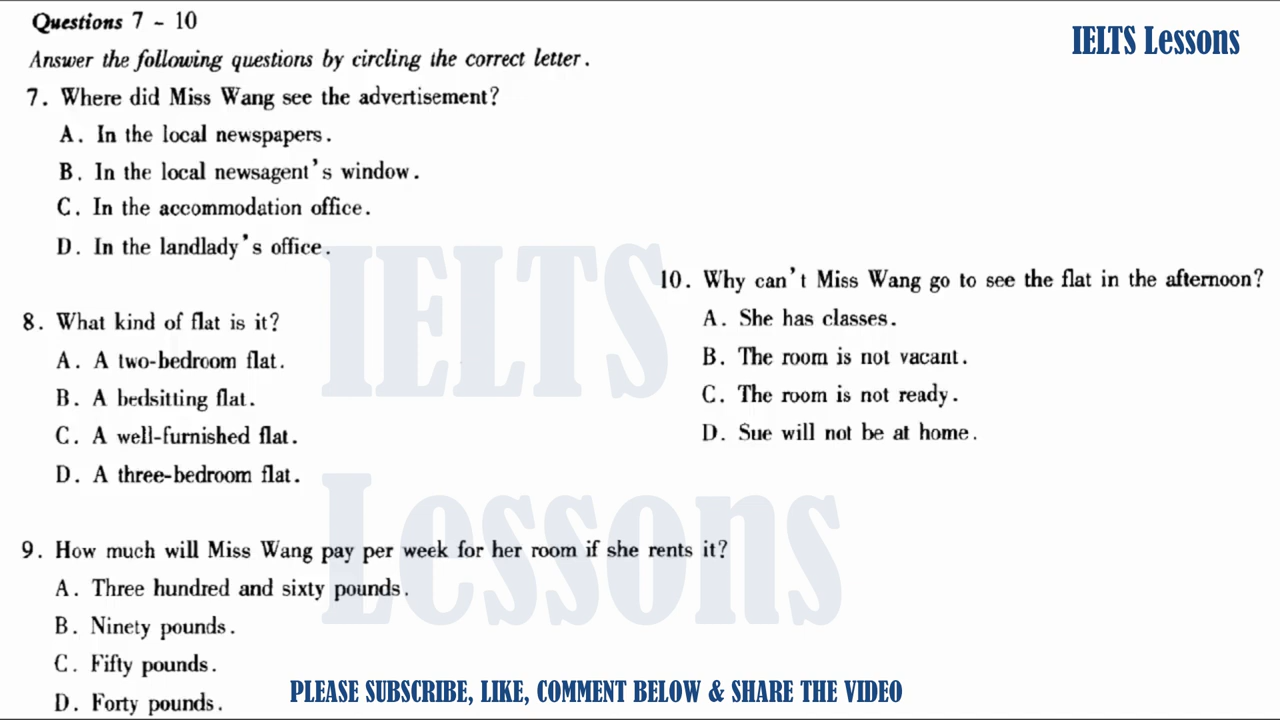 Questions 7 - 10
IELTS Lessons
Answer the following questions by circling the correct letter.
7. Where did Miss Wang see the advertisement?
A. In the local newspapers.
B. In the local newsagent's window.
C. In the accommodation office.
D. In the landlady's office.
8. What kind of flat is it?
A. A two-bedroom flat.
B. A bedsitting flat.
C. A well-furnished flat.
D. A three-bedroom flat.
9. How much will Miss Wang pay per week for her room if she rents it?
A. Three hundred and sixty pounds.
B. Ninety pounds.
C. Fifty pounds.
D. Forty pounds.
10. Why can't Miss Wang go to see the flat in the afternoon?
A. She has classes.
B. The room is not vacant.
C. The room is not ready.
D. Sue will not be at home.
IELTS
Lessons
PLEASE SUBSCRIBE, LIKE, COMMENT BELOW & SHARE THE VIDEO